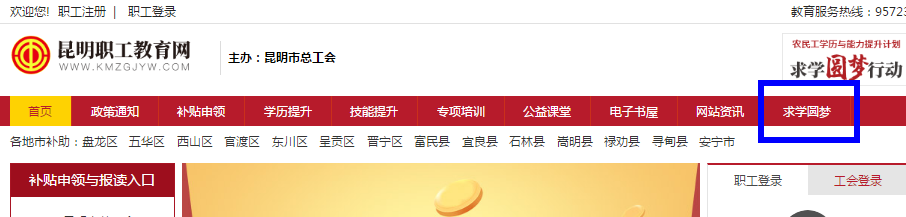 欢迎您! 职工注册 | 职工登录 教育服务热线：95723
昆明职工教育网
WWW.KMZGJYW.COM
主办：昆明市总工会
农民工学历与能力提升计划
求学圆梦行动
首页 政策通知 补贴申领 学历提升 技能提升 专项培训 公益课堂 电子书屋 网站资讯 求学圆梦
各地市补助：盘龙区 五华区 西山区 官渡区 东川区 呈贡区 晋宁区 富民县 宜良县 石林县 嵩明县 禄劝县 寻甸县 安宁市
补贴申领与报读入口
职工登录 工会登录